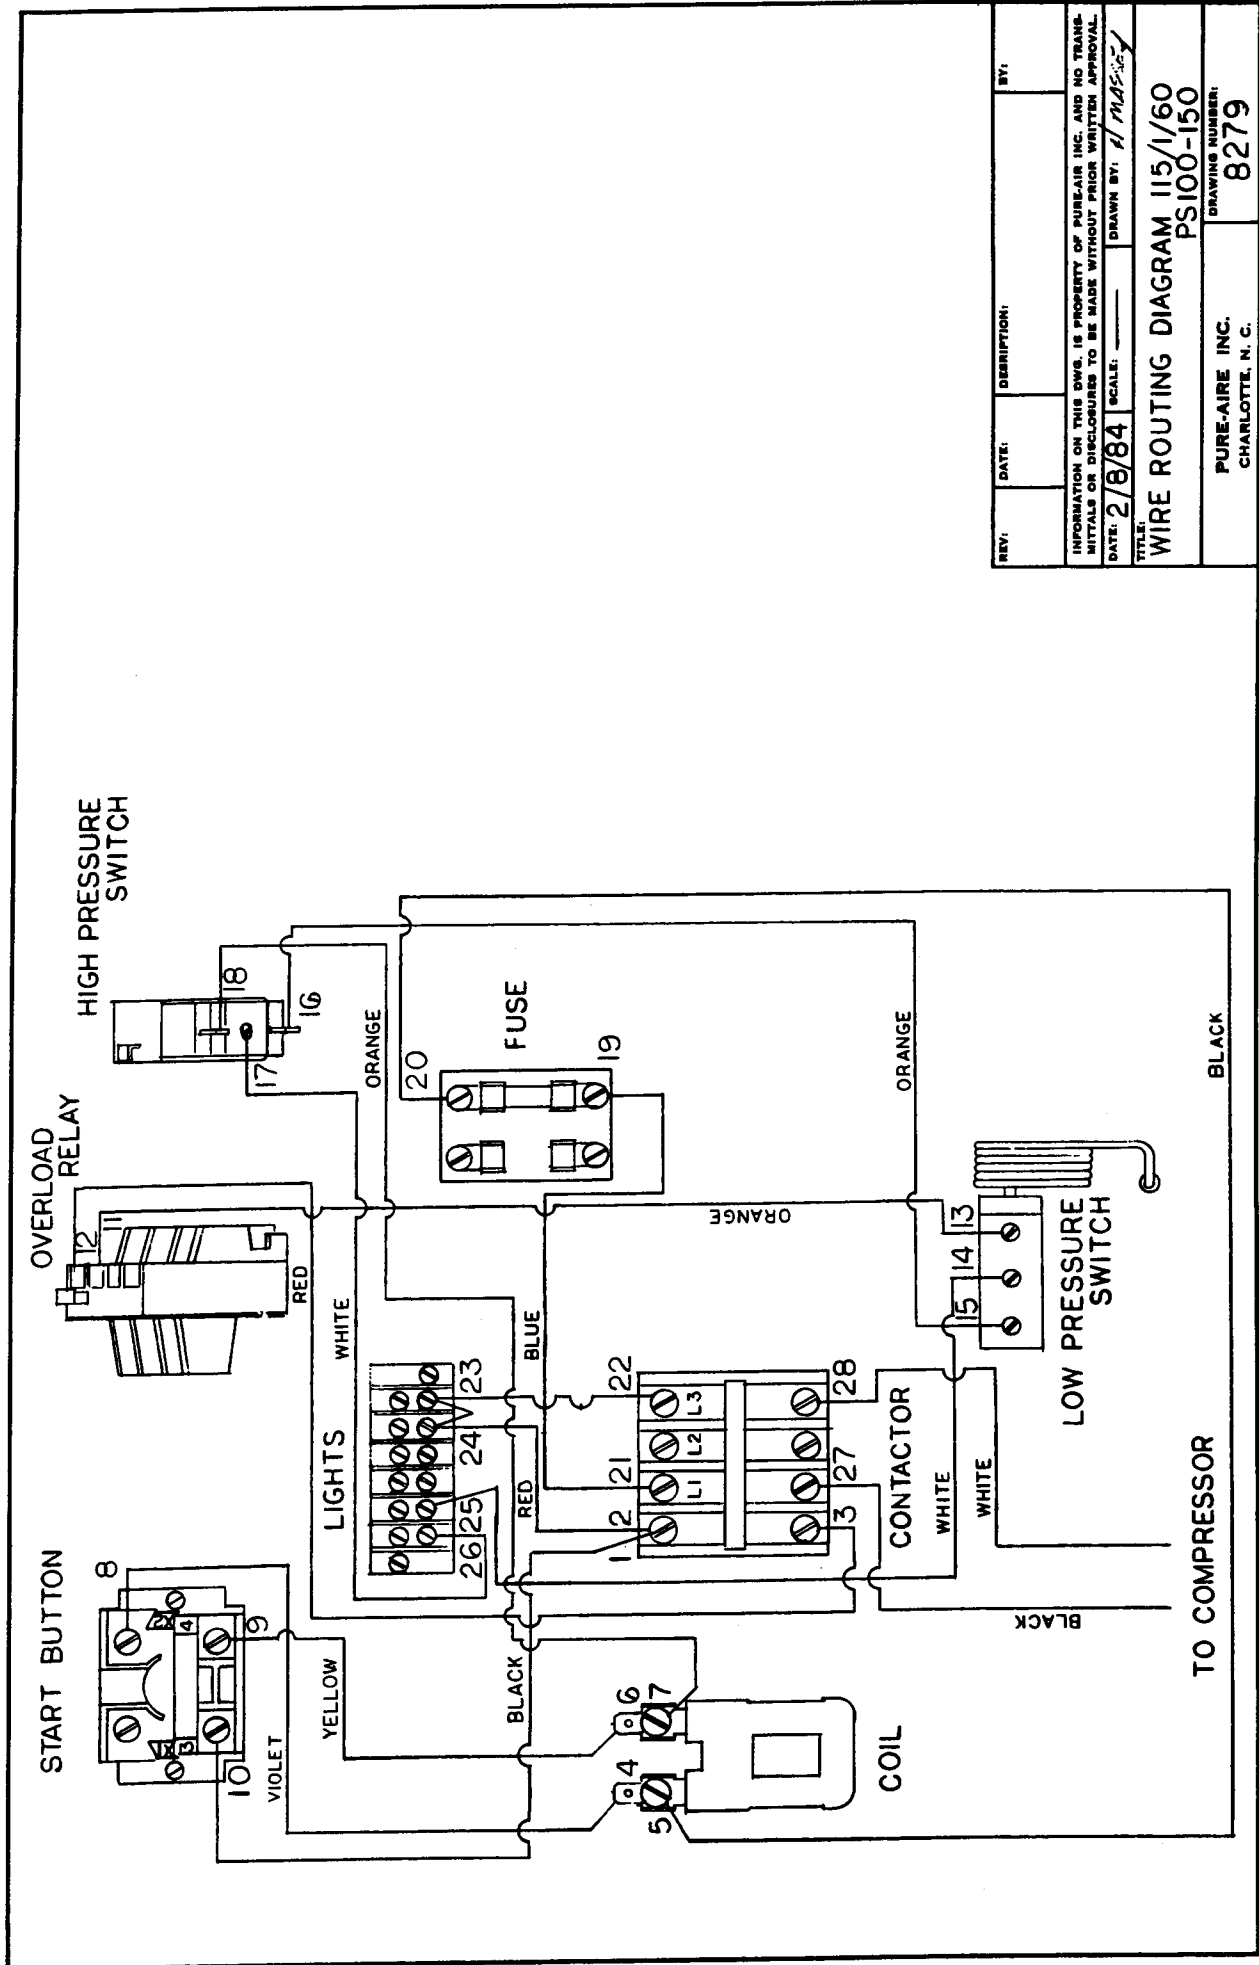 START BUTTON
8
2X
4
1X
3
9
10
VIOLET
YELLOW
BLACK
OVERLOAD
RELAY
12
11
RED
HIGH PRESSURE
SWITCH
18
16
17
WHITE
ORANGE
LIGHTS
26 25 24 23
RED
BLUE
20
FUSE
19
4 6
5 7
COIL
1 2 21 22
L1 L2 L3
3 27 28
CONTACTOR
WHITE
WHITE
BLACK
ORANGE
ORANGE
15 14 13
LOW PRESSURE
SWITCH
TO COMPRESSOR
BLACK
REV: DATE: DESRIPTION: BY:
INFORMATION ON THIS DWG. IS PROPERTY OF PURE-AIR INC. AND NO TRANS-
MITTALS OR DISCLOSURES TO BE MADE WITHOUT PRIOR WRITTEN APPROVAL.
DATE: 2/8/84 SCALE: DRAWN BY: MASSEY
TITLE:
WIRE ROUTING DIAGRAM 115/1/60
PS100-150
PURE-AIRE INC.
CHARLOTTE, N. C.
DRAWING NUMBER:
8279